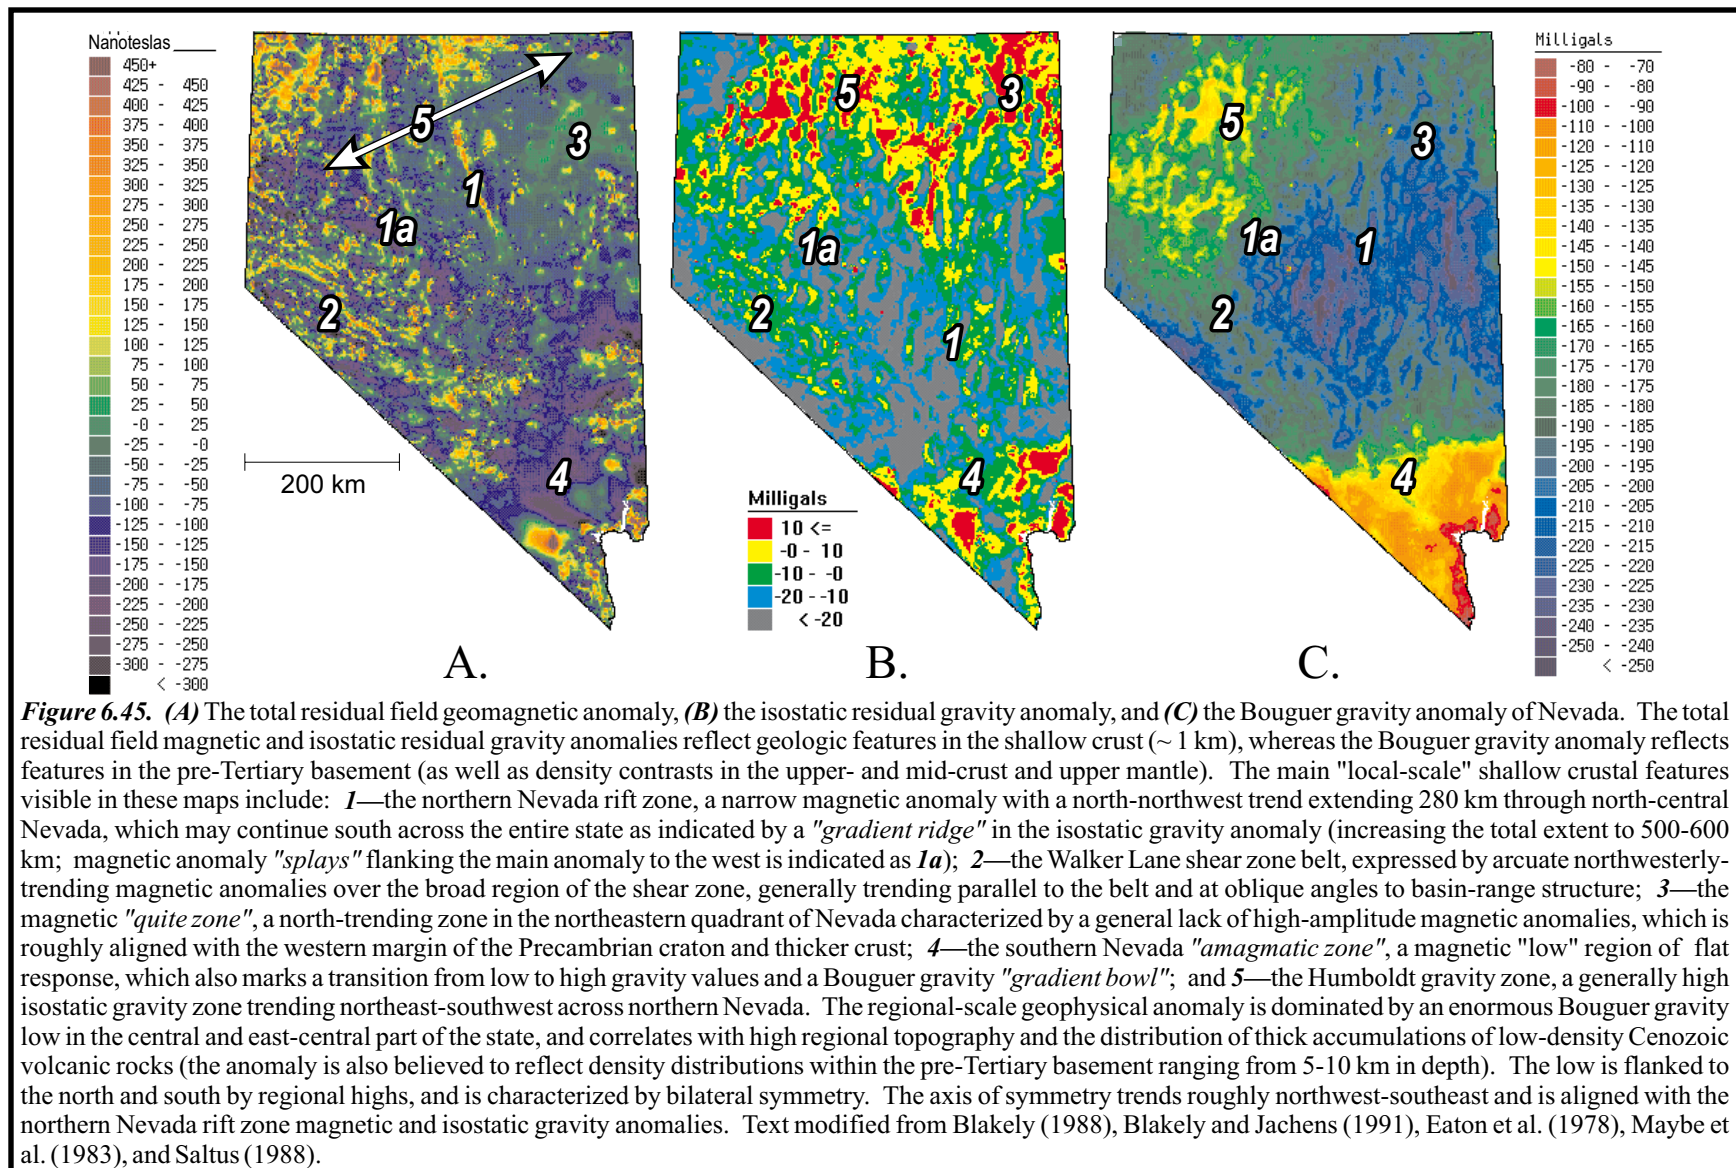 Nanoteslas
450+
425 - 450
400 - 425
375 - 400
350 - 375
325 - 350
300 - 325
275 - 300
250 - 275
225 - 250
200 - 225
175 - 200
150 - 175
125 - 150
100 - 125
75 - 100
50 - 75
25 - 50
-0 - 25
-25 - -0
-50 - -25
-75 - -50
-100 - -75
-125 - -100
-150 - -125
-175 - -150
-200 - -175
-225 - -200
-250 - -225
-275 - -250
-300 - -275
< -300
5
3
1
1a
2
4
200 km
A.
5
3
1a
2
1
4
Milligals
10 <=
-0 - 10
-10 - -0
-20 - -10
< -20
B.
5
3
1a
1
2
4
C.
Milligals
-80 - -70
-90 - -80
-100 - -90
-110 - -100
-120 - -110
-125 - -120
-130 - -125
-135 - -130
-140 - -135
-145 - -140
-150 - -145
-155 - -150
-160 - -155
-165 - -160
-170 - -165
-175 - -170
-180 - -175
-185 - -180
-190 - -185
-195 - -190
-200 - -195
-205 - -200
-210 - -205
-215 - -210
-220 - -215
-225 - -220
-230 - -225
-235 - -230
-240 - -235
-250 - -240
< -250
Figure 6.45. (A) The total residual field geomagnetic anomaly, (B) the isostatic residual gravity anomaly, and (C) the Bouguer gravity anomaly of Nevada. The total
residual field magnetic and isostatic residual gravity anomalies reflect geologic features in the shallow crust (~ 1 km), whereas the Bouguer gravity anomaly reflects
features in the pre-Tertiary basement (as well as density contrasts in the upper- and mid-crust and upper mantle). The main "local-scale" shallow crustal features
visible in these maps include: 1—the northern Nevada rift zone, a narrow magnetic anomaly with a north-northwest trend extending 280 km through north-central
Nevada, which may continue south across the entire state as indicated by a "gradient ridge" in the isostatic gravity anomaly (increasing the total extent to 500-600
km; magnetic anomaly "splays" flanking the main anomaly to the west is indicated as 1a); 2—the Walker Lane shear zone belt, expressed by arcuate northwesterly-
trending magnetic anomalies over the broad region of the shear zone, generally trending parallel to the belt and at oblique angles to basin-range structure; 3—the
magnetic "quite zone", a north-trending zone in the northeastern quadrant of Nevada characterized by a general lack of high-amplitude magnetic anomalies, which is
roughly aligned with the western margin of the Precambrian craton and thicker crust; 4—the southern Nevada "amagmatic zone", a magnetic "low" region of flat
response, which also marks a transition from low to high gravity values and a Bouguer gravity "gradient bowl"; and 5—the Humboldt gravity zone, a generally high
isostatic gravity zone trending northeast-southwest across northern Nevada. The regional-scale geophysical anomaly is dominated by an enormous Bouguer gravity
low in the central and east-central part of the state, and correlates with high regional topography and the distribution of thick accumulations of low-density Cenozoic
volcanic rocks (the anomaly is also believed to reflect density distributions within the pre-Tertiary basement ranging from 5-10 km in depth). The low is flanked to
the north and south by regional highs, and is characterized by bilateral symmetry. The axis of symmetry trends roughly northwest-southeast and is aligned with the
northern Nevada rift zone magnetic and isostatic gravity anomalies. Text modified from Blakely (1988), Blakely and Jachens (1991), Eaton et al. (1978), Maybe et
al. (1983), and Saltus (1988).